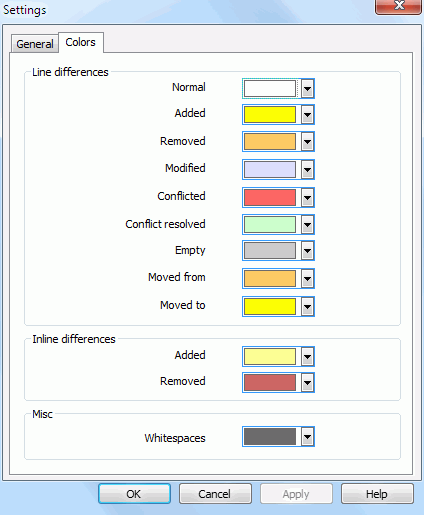 Settings
General Colors
Line differences
Normal
Added
Removed
Modified
Conflicted
Conflict resolved
Empty
Moved from
Moved to
Inline differences
Added
Removed
Misc
Whitespaces
OK Cancel Apply Help